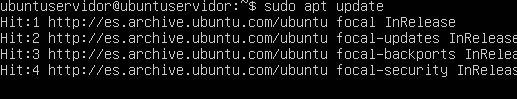 ubuntuservidor@ubuntuservidor:~$ sudo apt update
Hit:1 http://es.archive.ubuntu.com/ubuntu focal InRelease
Hit:2 http://es.archive.ubuntu.com/ubuntu focal-updates InRelease
Hit:3 http://es.archive.ubuntu.com/ubuntu focal-backports InRele
Hit:4 http://es.archive.ubuntu.com/ubuntu focal-security InRelea